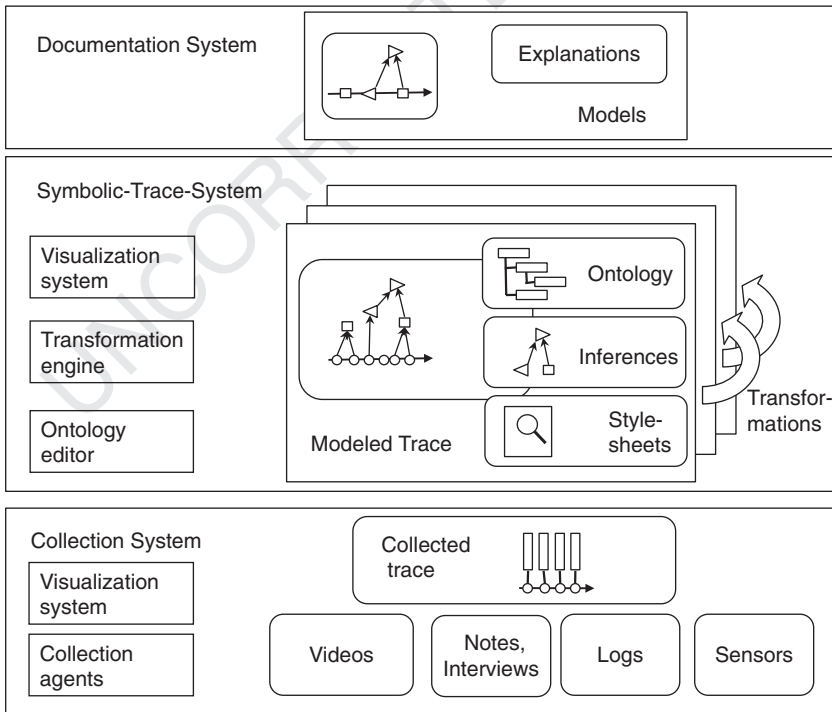 Documentation System
Explanations
Models
UNCORR
Symbolic-Trace-System
Visualization
system
Transformation
engine
Ontology
editor
Ontology
Inferences
Style-
sheets
Modeled Trace
Transfor-
mations
Collection System
Visualization
system
Collection
agents
Collected
trace
Videos
Notes,
Interviews
Logs
Sensors